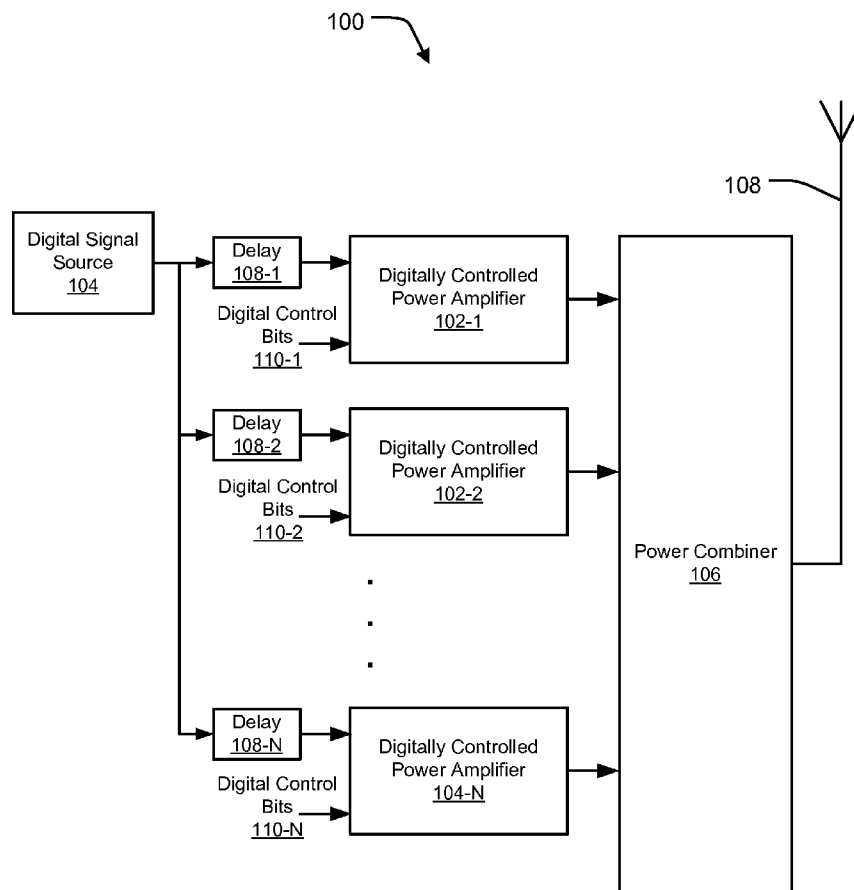 100
108
Digital Signal
Source
104
Delay
108-1
Digital Control
Bits
110-1
Digitally Controlled
Power Amplifier
102-1
Delay
108-2
Digital Control
Bits
110-2
Digitally Controlled
Power Amplifier
102-2
Power Combiner
106
Delay
108-N
Digital Control
Bits
110-N
Digitally Controlled
Power Amplifier
104-N